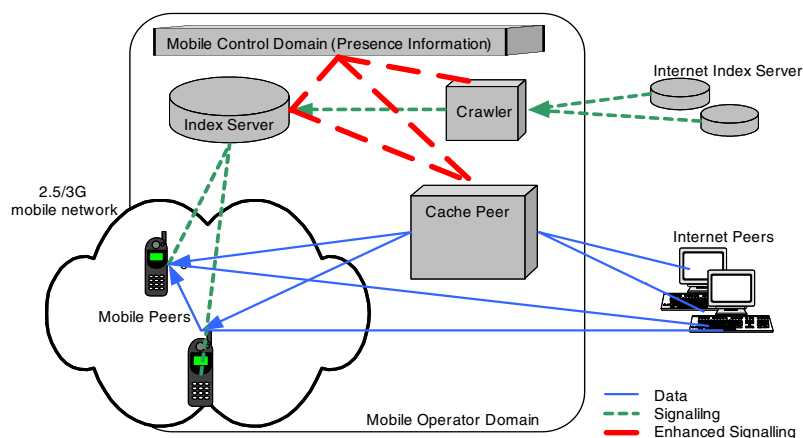 Mobile Control Domain (Presence Information)
Internet Index Server
Crawler
Index Server
2.5/3G
mobile network
Cache Peer
Internet Peers
Mobile Peers
Data
Signalilng
Mobile Operator Domain
Enhanced Signalling